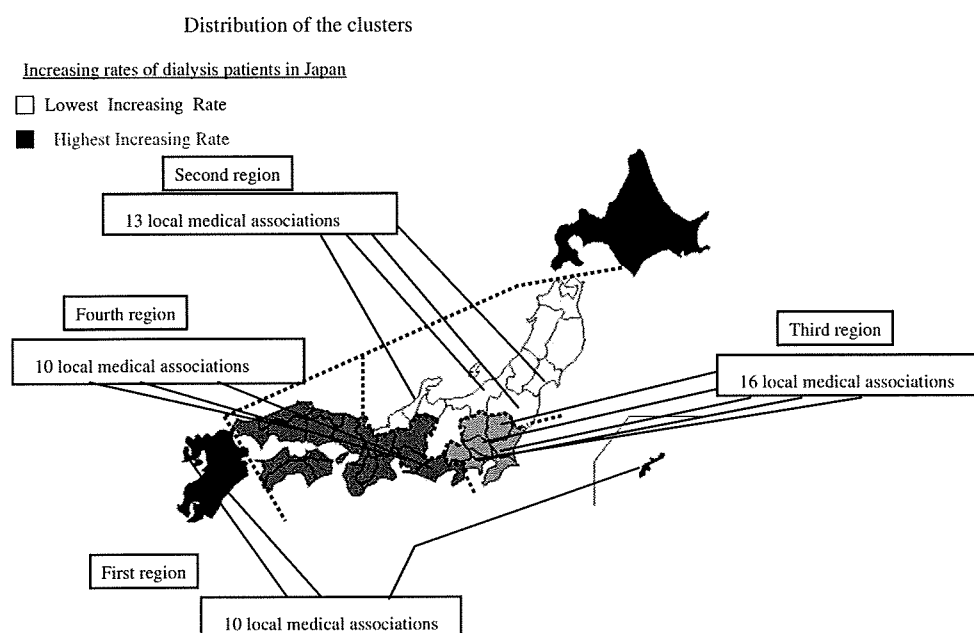 Distribution of the clusters
Increasing rates of dialysis patients in Japan
Lowest Increasing Rate
Highest Increasing Rate
Second region
13 local medical associations
Fourth region
10 local medical associations
Third region
16 local medical associations
First region
10 local medical associations